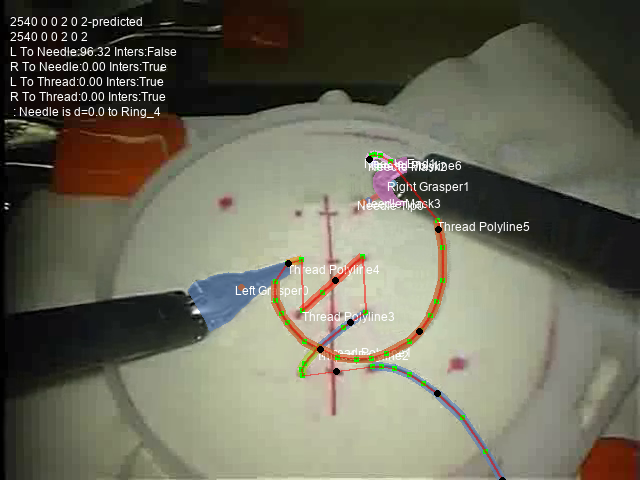 2540 0 0 2 0 2-predicted
2540 0 0 2 0 2
L To Needle:96.32 Inters:False
R To Needle:0.00 Inters:True
L To Thread:0.00 Inters:True
R To Thread:0.00 Inters:True
: Needle is d=0.0 to Ring_4
Right Grasper1
Needle Mask3
Thread Polyline5
Thread Polyline4
Left Grasper0
Thread Polyline3